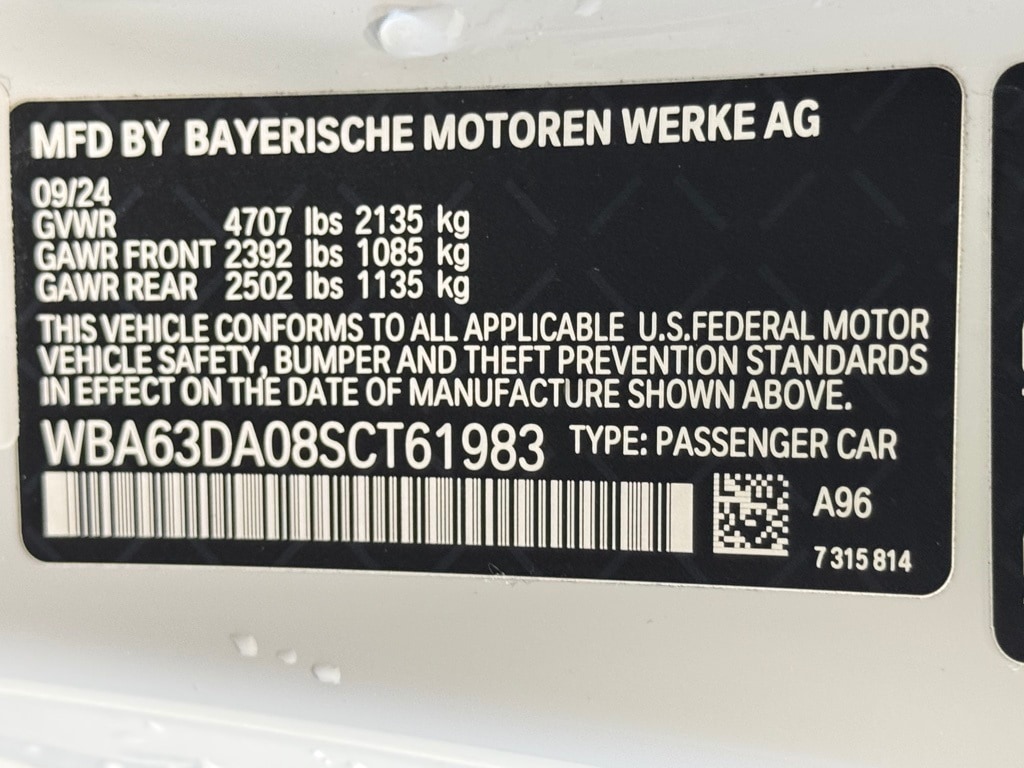 MFD BY BAYERISCHE MOTOREN WERKE AG
09/24
GVWR 4707 lbs 2135 kg
GAWR FRONT 2392 lbs 1085 kg
GAWR REAR 2502 lbs 1135 kg
THIS VEHICLE CONFORMS TO ALL APPLICABLE U.S.FEDERAL MOTOR
VEHICLE SAFETY, BUMPER AND THEFT PREVENTION STANDARDS
IN EFFECT ON THE DATE OF MANUFACTURE SHOWN ABOVE.
WBA63DA08SCT61983 TYPE: PASSENGER CAR
A96
7 315 814